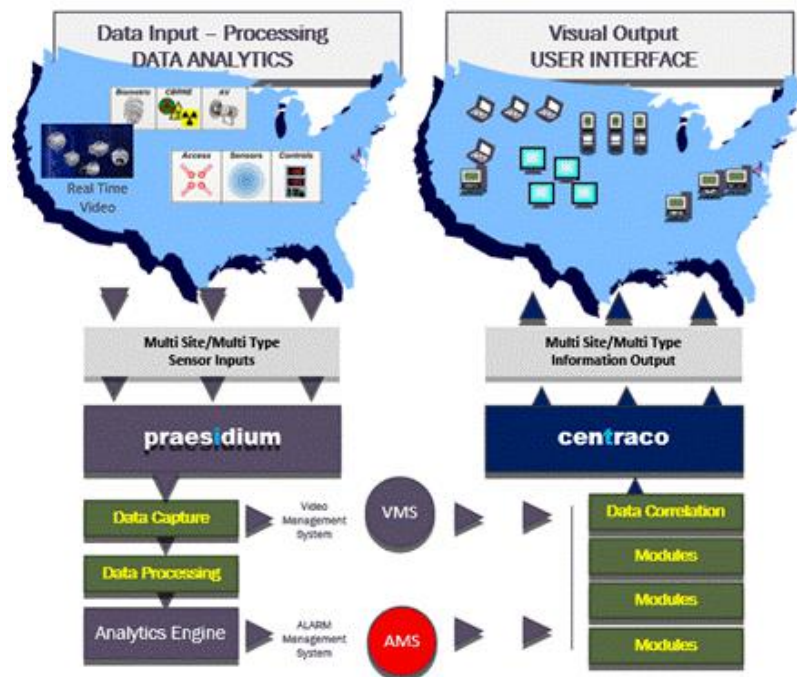 Data Input – Processing
DATA ANALYTICS
Biometric
CBRNE
AV
Real Time
Video
Access
Sensors
Controls
Visual Output
USER INTERFACE
Multi Site/Multi Type
Sensor Inputs
Multi Site/Multi Type
Information Output
praesidium
centraco
Data Capture
Video
Management
System
VMS
Data Correlation
Data Processing
Modules
Modules
Analytics Engine
ALARM
Management
System
AMS
Modules